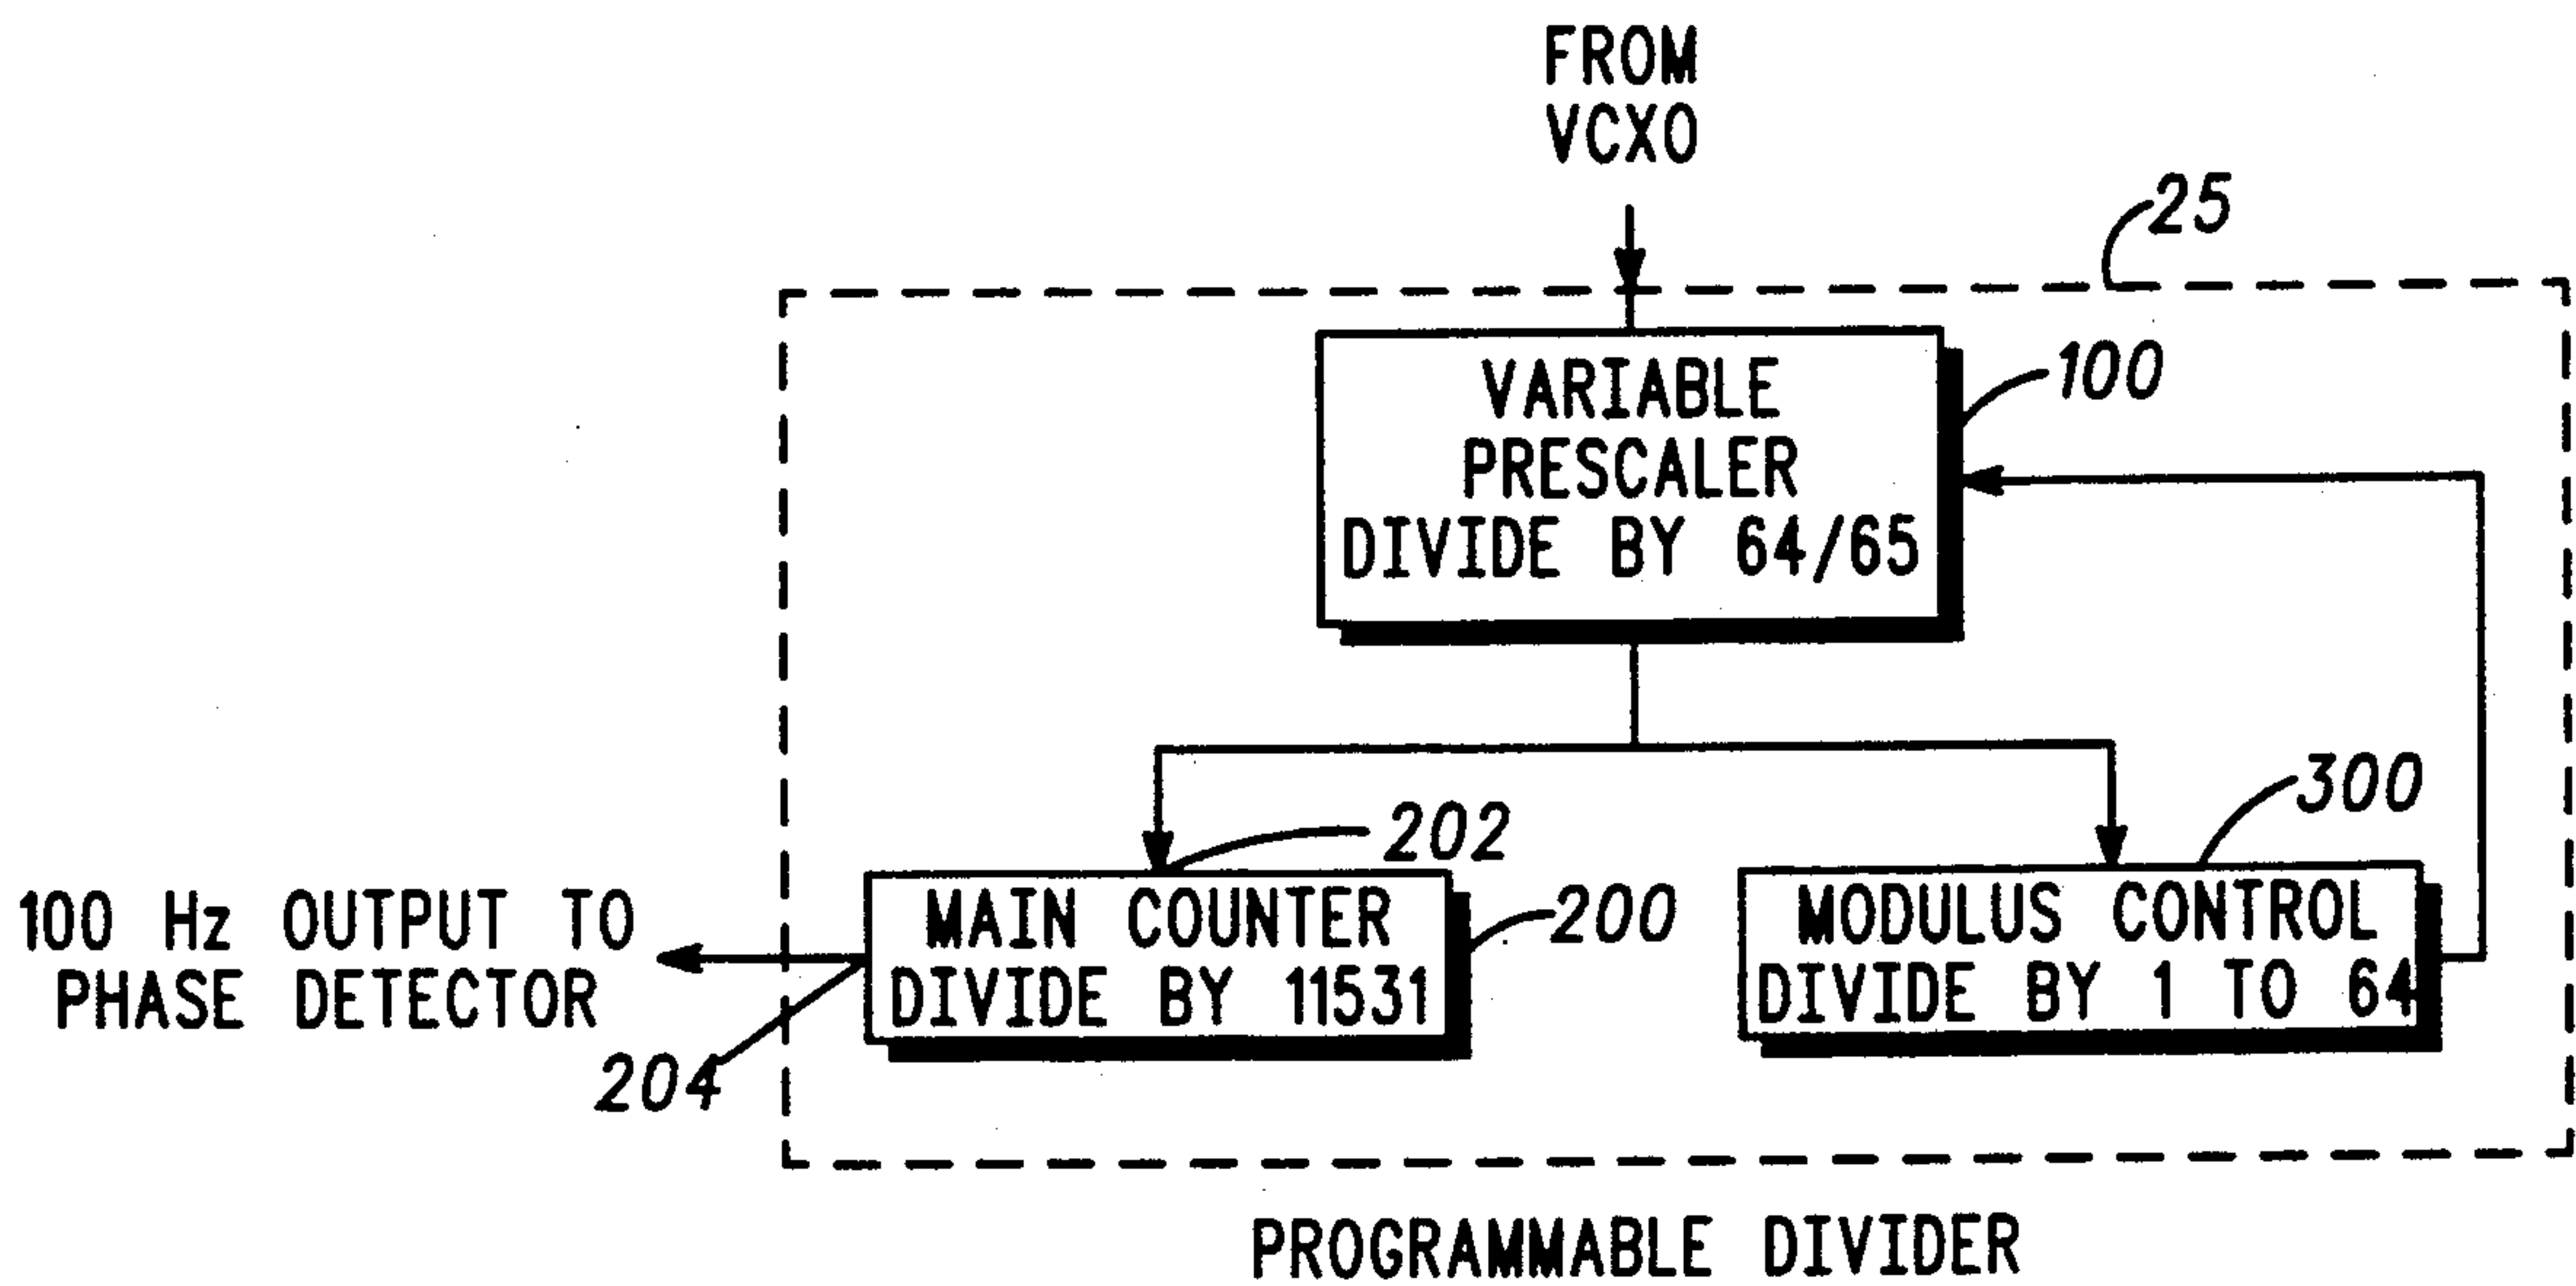 FROM
VCXO
25
VARIABLE
PRESCALER
DIVIDE BY 64/65
100
202
300
100 Hz OUTPUT TO
PHASE DETECTOR
204
MAIN COUNTER
DIVIDE BY 11531
200
MODULUS CONTROL
DIVIDE BY 1 TO 64
PROGRAMMABLE DIVIDER